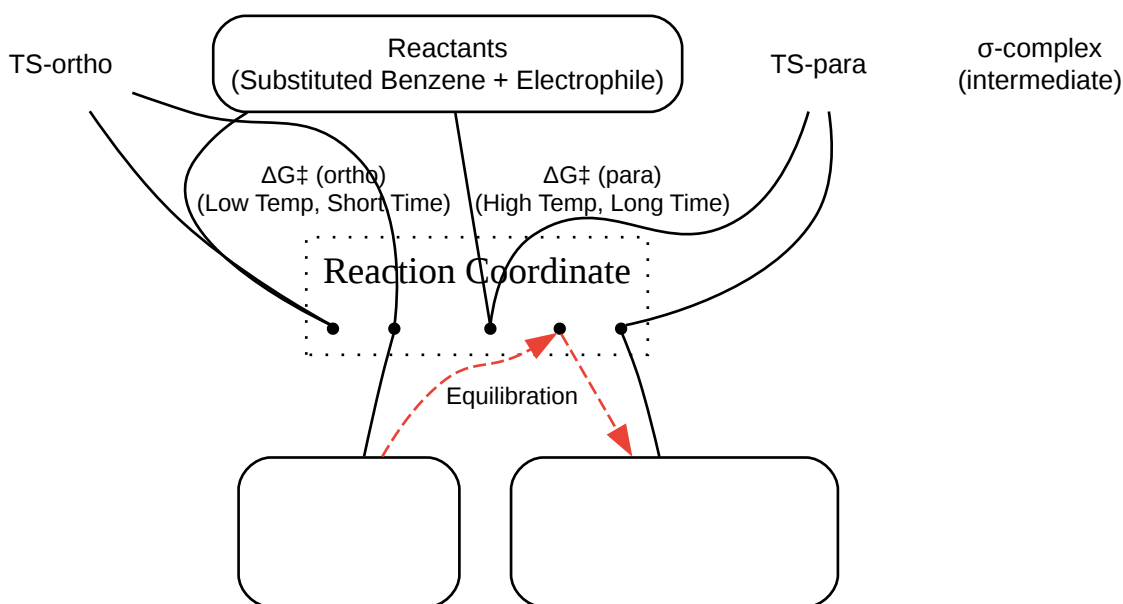 TS-ortho
Reactants
(Substituted Benzene + Electrophile)
TS-para
σ-complex
(intermediate)
ΔG‡ (ortho)
(Low Temp, Short Time)
ΔG‡ (para)
(High Temp, Long Time)
Reaction Coordinate
Equilibration